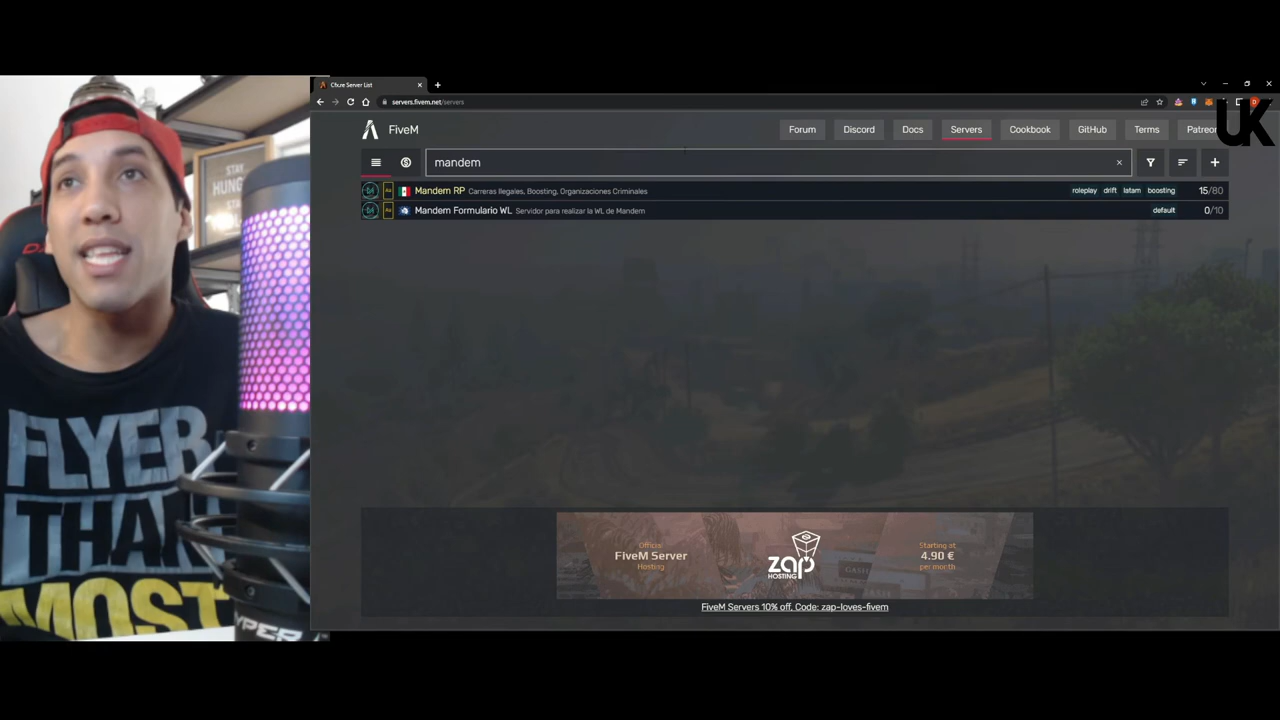 Cfx.re Server List
servers.fivem.net/servers
FiveM
Forum
Discord
Docs
Servers
Cookbook
GitHub
Terms
Patreon
UK
mandem
Mandem RP Carreras Ilegales, Boosting, Organizaciones Criminales
roleplay drift latam boosting 15/80
Mandem Formulario WL Servidor para realizar la WL de Mandem
default 0/10
STAY
HUNG
FLYER
THAN
MOST
HYPER
Official
FiveM Server
Hosting
ZAP
HOSTING
CASH
Starting at
4.90 €
per month
FiveM Servers 10% off, Code: zap-loves-fivem